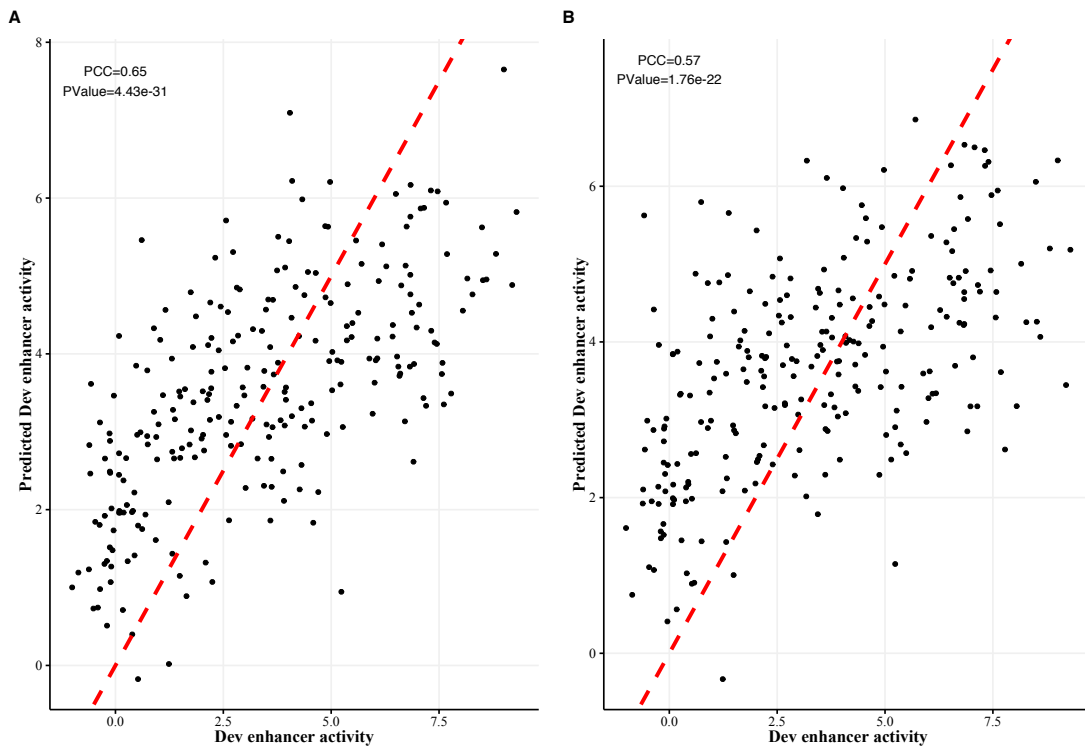 A
PCC=0.65
PValue=4.43e-31
8
6
4
2
0
Predicted Dev enhancer activity
0.0 2.5 5.0 7.5
Dev enhancer activity
B
PCC=0.57
PValue=1.76e-22
6
4
2
0
Predicted Dev enhancer activity
0.0 2.5 5.0 7.5
Dev enhancer activity